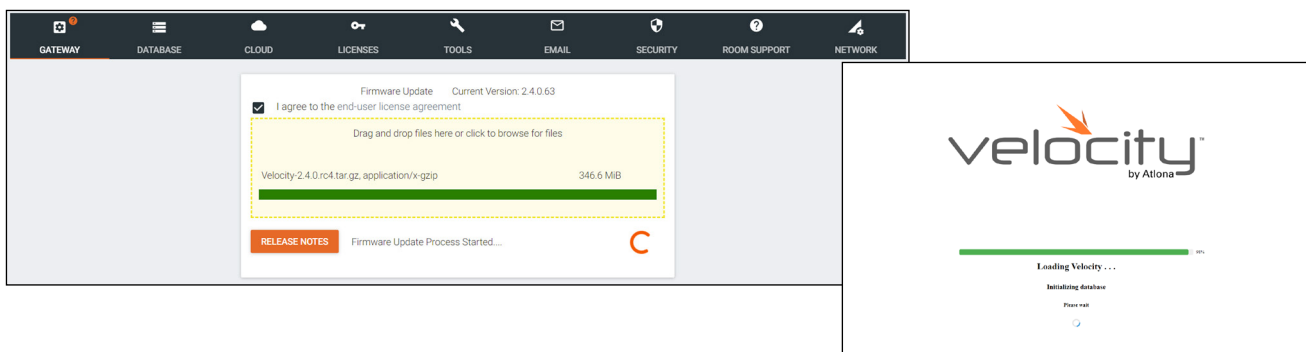 GATEWAY DATABASE CLOUD LICENSES TOOLS EMAIL SECURITY ROOM SUPPORT NETWORK
Firmware Update Current Version: 2.4.0.63
I agree to the end-user license agreement
Drag and drop files here or click to browse for files
Velocity-2.4.0.rc4.tar.gz, application/x-gzip 346.6 MiB
RELEASE NOTES Firmware Update Process Started....
velocity™
by Atlona
Loading Velocity . . .
Initializing database
Please wait